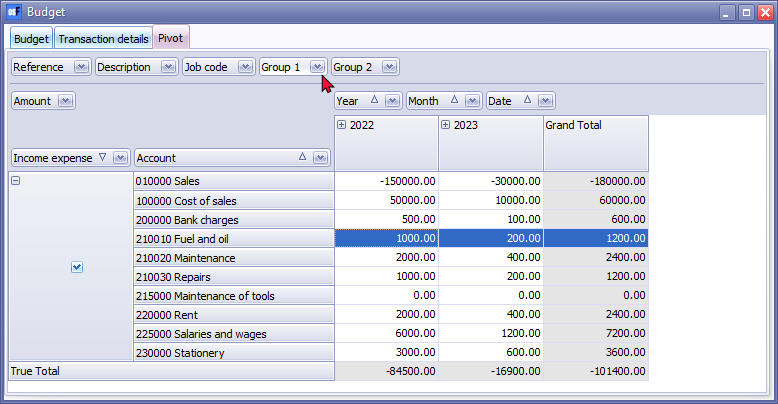 Budget
Budget Transaction details Pivot
Reference Description Job code Group 1 Group 2
Amount Year Month Date
2022 2023 Grand Total
Income expense Account
010000 Sales -150000.00 -30000.00 -180000.00
100000 Cost of sales 50000.00 10000.00 60000.00
200000 Bank charges 500.00 100.00 600.00
210010 Fuel and oil 1000.00 200.00 1200.00
210020 Maintenance 2000.00 400.00 2400.00
210030 Repairs 1000.00 200.00 1200.00
215000 Maintenance of tools 0.00 0.00 0.00
220000 Rent 2000.00 400.00 2400.00
225000 Salaries and wages 6000.00 1200.00 7200.00
230000 Stationery 3000.00 600.00 3600.00
True Total -84500.00 -16900.00 -101400.00